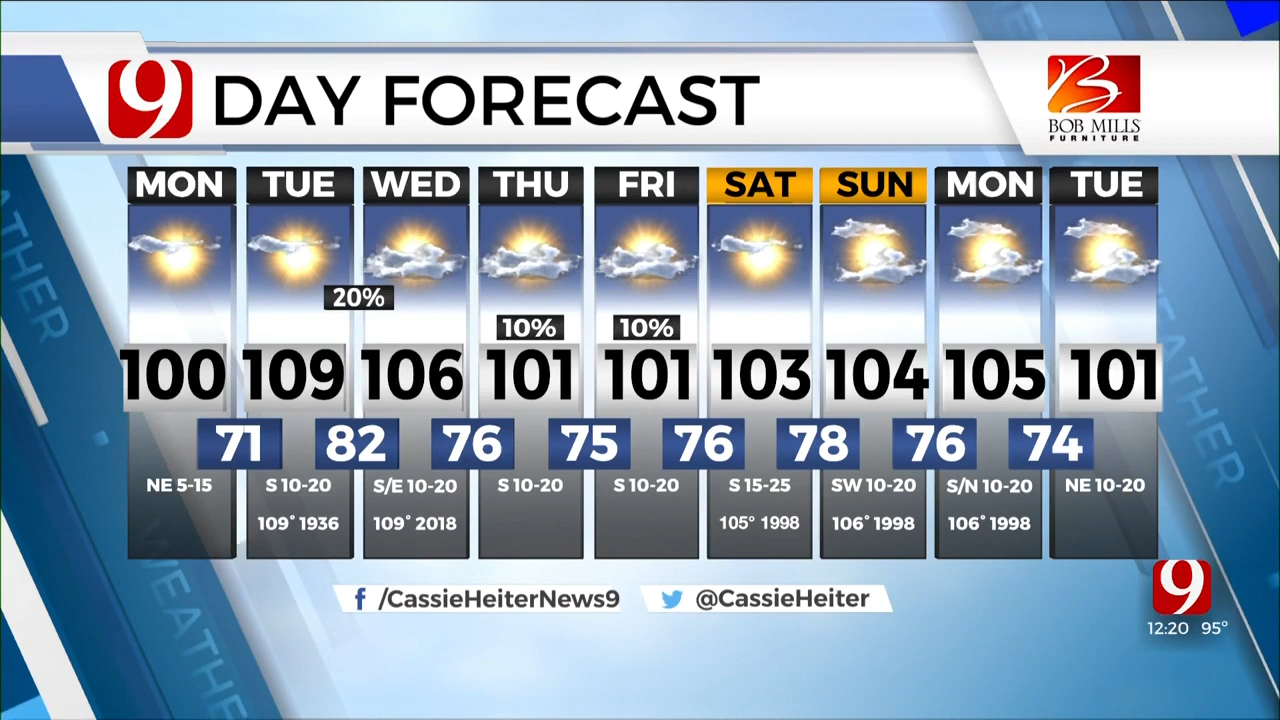 9 DAY FORECAST
B
BOB MILLS
FURNITURE
MON TUE WED THU FRI SAT SUN MON TUE
20%
10% 10%
100 109 106 101 101 103 104 105 101
71 82 76 75 76 78 76 74
NE 5-15 S 10-20 S/E 10-20 S 10-20 S 10-20 S 15-25 SW 10-20 S/N 10-20 NE 10-20
109° 1936 109° 2018 105° 1998 106° 1998 106° 1998
f /CassieHeiterNews9 @CassieHeiter
9
12:20 95°
ATHER
WEATHER
WEATHER